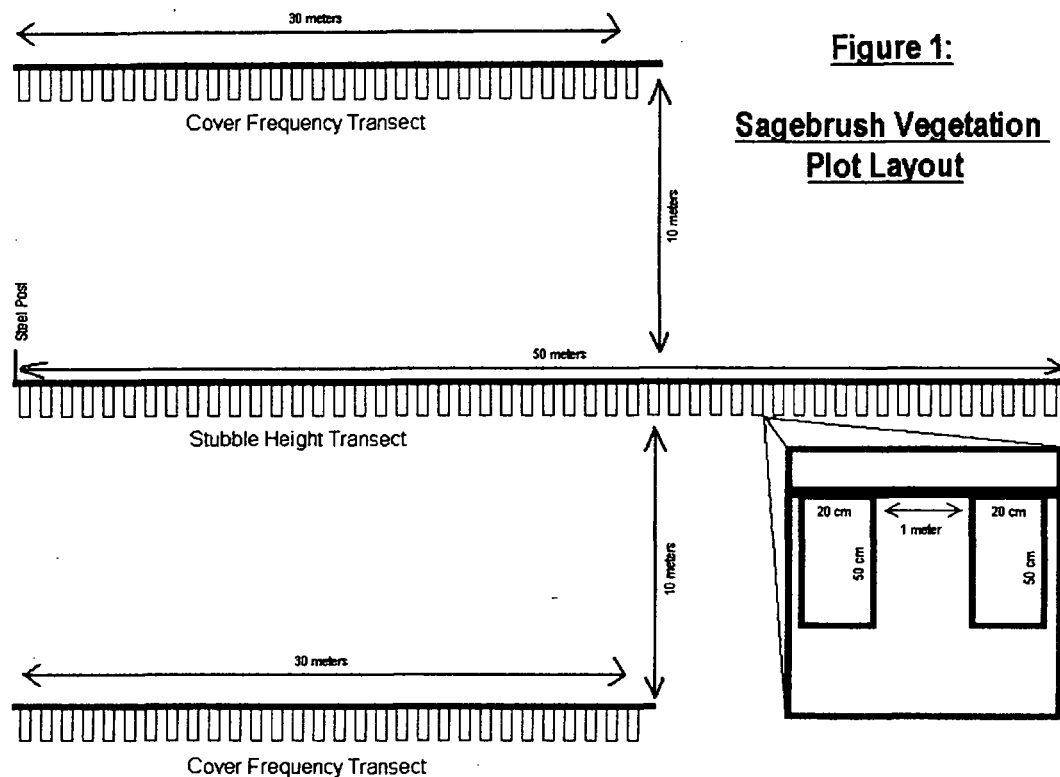 30 meters
Figure 1:
Cover Frequency Transect
Sagebrush Vegetation
Plot Layout
10 meters
Steel Post
50 meters
Stubble Height Transect
20 cm
1 meter
20 cm
50 cm
50 cm
10 meters
30 meters
Cover Frequency Transect